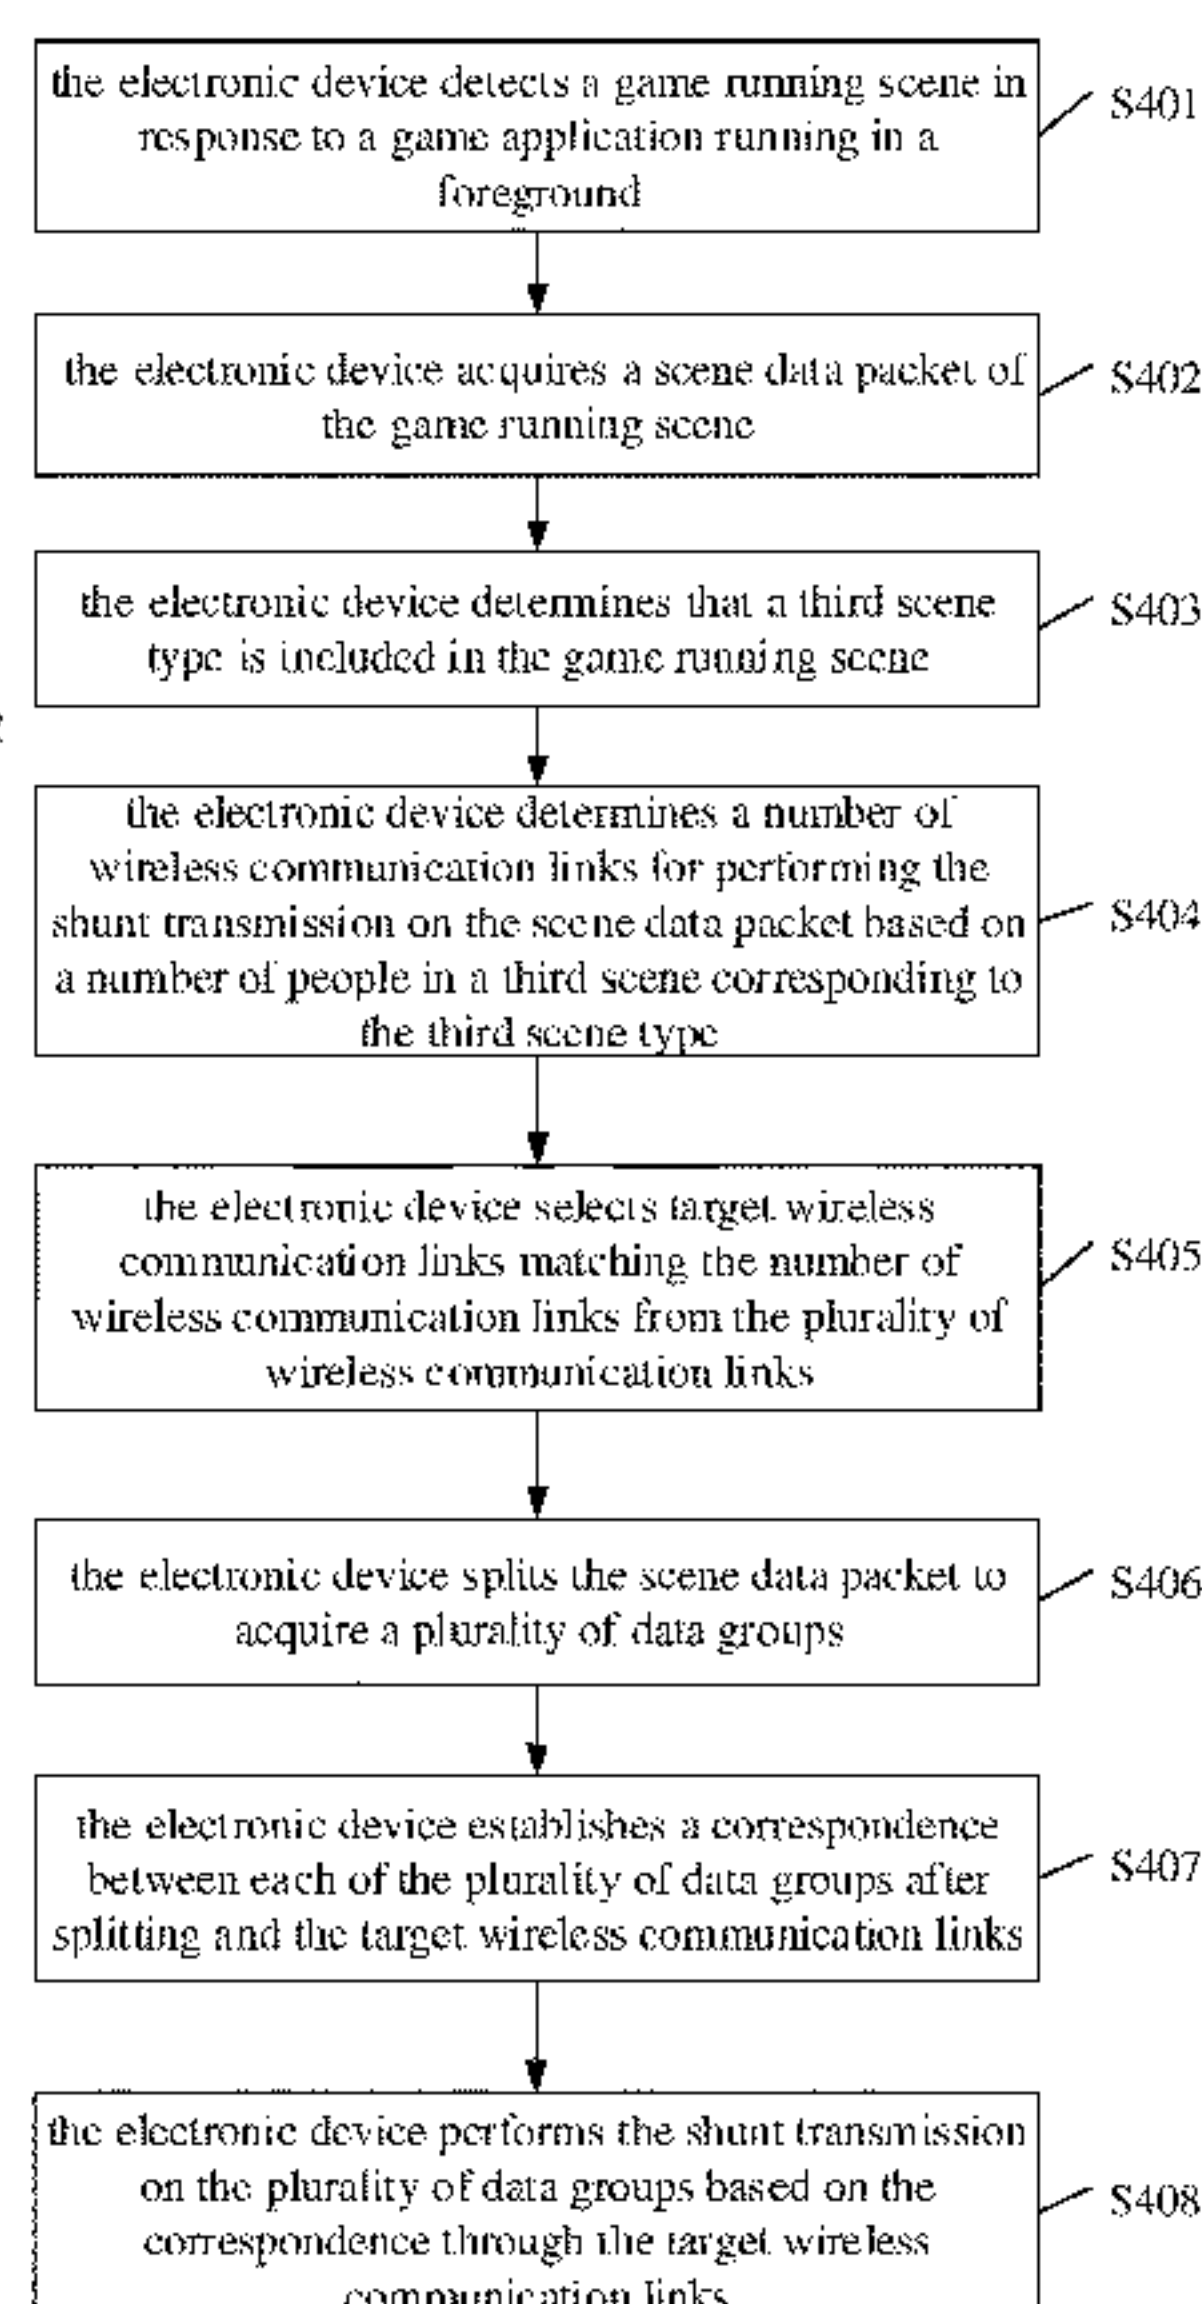 the electronic device detects a game running scene in
response to a game application running in a
foreground
S401
the electronic device acquires a scene data packet of
the game running scene
S402
the electronic device determines that a third scene
type is included in the game running scene
S403
the electronic device determines a number of
wireless communication links for performing the
shunt transmission on the scene data packet based on
a number of people in a third scene corresponding to
the third scene type
S404
the electronic device selects target wireless
communication links matching the number of
wireless communication links from the plurality of
wireless communication links
S405
the electronic device splits the scene data packet to
acquire a plurality of data groups
S406
the electronic device establishes a correspondence
between each of the plurality of data groups after
splitting and the target wireless communication links
S407
the electronic device performs the shunt transmission
on the plurality of data groups based on the
correspondence through the target wireless
communication links
S408